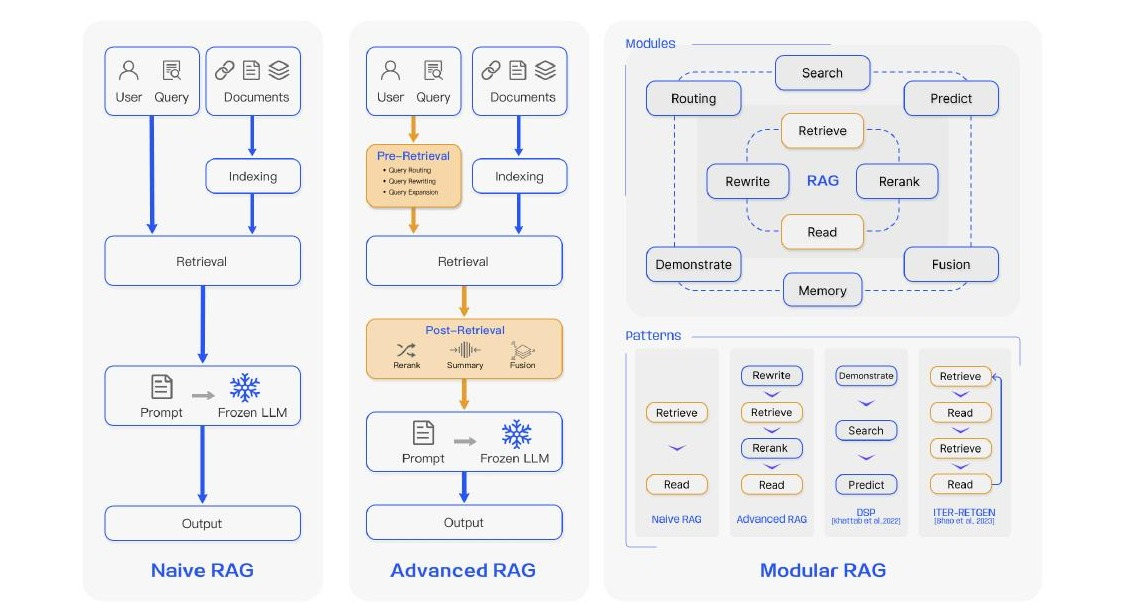 User Query
Documents
Indexing
Retrieval
Prompt
Frozen LLM
Output
Naive RAG
User Query
Documents
Pre-Retrieval
• Query Routing
• Query Rewriting
• Query Expansion
Indexing
Retrieval
Post-Retrieval
Rerank
Summary
Fusion
Prompt
Frozen LLM
Output
Advanced RAG
Modules
Search
Routing
Predict
Retrieve
Rewrite
RAG
Rerank
Read
Demonstrate
Fusion
Memory
Patterns
Retrieve
Read
Naive RAG
Rewrite
Retrieve
Rerank
Read
Advanced RAG
Demonstrate
Search
Predict
DSP
[Khattab et al.2022]
Retrieve
Read
Retrieve
Read
ITER-RETGEN
[Shao et al. 2023]
Modular RAG